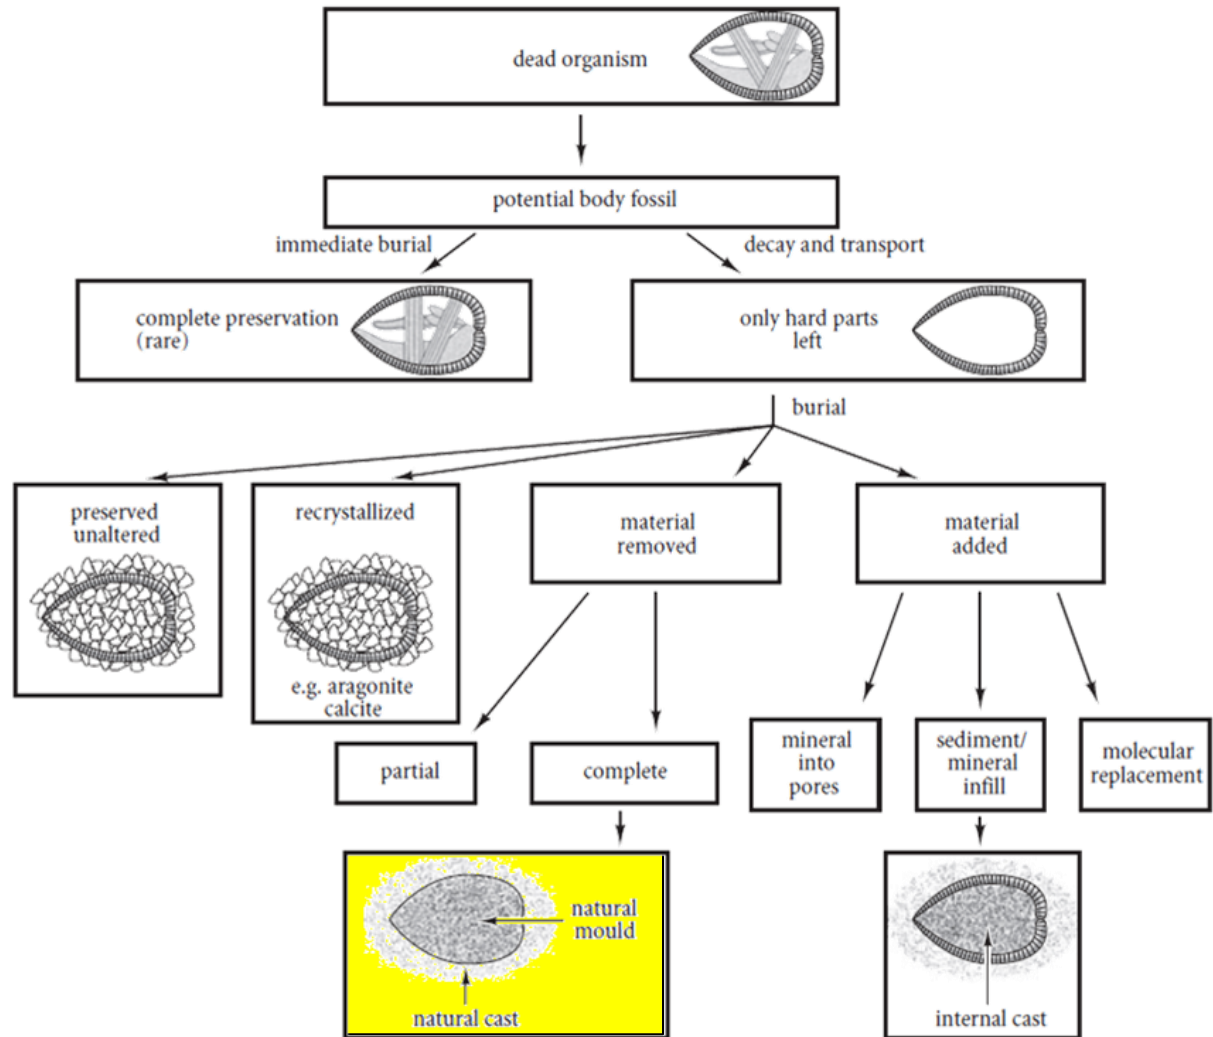 dead organism
potential body fossil
immediate burial
decay and transport
complete preservation
(rare)
only hard parts
left
burial
preserved
unaltered
recrystallized
e.g. aragonite
calcite
material
removed
material
added
partial
complete
mineral
into
pores
sediment/
mineral
infill
molecular
replacement
natural
mould
natural cast
internal cast